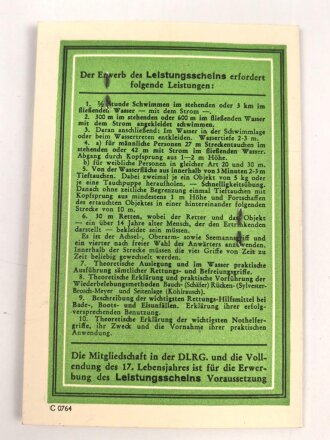 Der Erwerb des Leistungsscheins erfordert
folgende Leistungen:
1. ½stunde Schwimmen im stehenden oder 3 km im
fließenden Wasser — mit dem Strom —
2. 300 m im stehenden oder 600 m im fließenden Wasser
mit dem Strom angekleidet schwimmen.
3. Daran anschließend: Im Wasser in der Schwimmlage
oder beim Wassertreten entkleiden. Wassertiefe 2-3 m.
4. a) für männliche Personen 27 m Streckentauchen im
stehenden oder 42 m mit Strom im fließenden Wasser.
Abgang durch Kopfsprung aus 1—2 m Höhe.
b) für weibliche Personen in gleicher Art 20 und 30 m.
5. Von der Wasserfläche aus innerhalb von 3 Minuten 2-3 m
Tieftauchen. Dabei zweimal je ein Objekt von 5 kg oder
je eine Tauchpuppe heraufholen. — Schnelligkeitsübung.
Danach ohne zeitliche Begrenzung einmal Tieftauchen mit
Kopfsprung aus mindestens 3 m Höhe und Fortschaffen
des ertauchten Objektes in einer hintereinander folgenden
Strecke von 10 m.
6. 30 m Retten, wobei der Retter und das Objekt
— ein über 14 Jahre alter Mensch, der den Ertrinkenden
darstellt — bekleidet sein müssen.
Es ist der Achsel-, Oberarm- sowie Seemannsgriff und
ein vierter nach freier Wahl des Anwärters anzuwenden.
Innerhalb der Strecke müssen die vier Griffe von Zeit zu
Zeit beliebig gewechselt werden.
7. Theoretische Auslegung und im Wasser praktische
Ausführung sämtlicher Rettungs- und Befreiungsgriffe.
8. Theoretische Erklärung und praktische Vorführung der
Wiederbelebungsmethoden Bauch-(Schäfer) Rücken-(Sylvester-
Brosch-Meyer und Seitenlage (Kohlrausch).
9. Beschreibung der wichtigsten Rettungs-Hilfsmittel bei
Bade-, Boots- und Eisunfällen. Erklärung ihrer erfolg-
versprechenden Benutzung.
10. Theoretische Erklärung der wichtigsten Nothelfer-
griffe, ihr Zweck und die Vornahme ihrer praktischen
Anwendung.
Die Mitgliedschaft in der DLRG. und die Voll-
endung des 17. Lebensjahres ist für die Erwer-
bung des Leistungsscheins Voraussetzung
C 0764